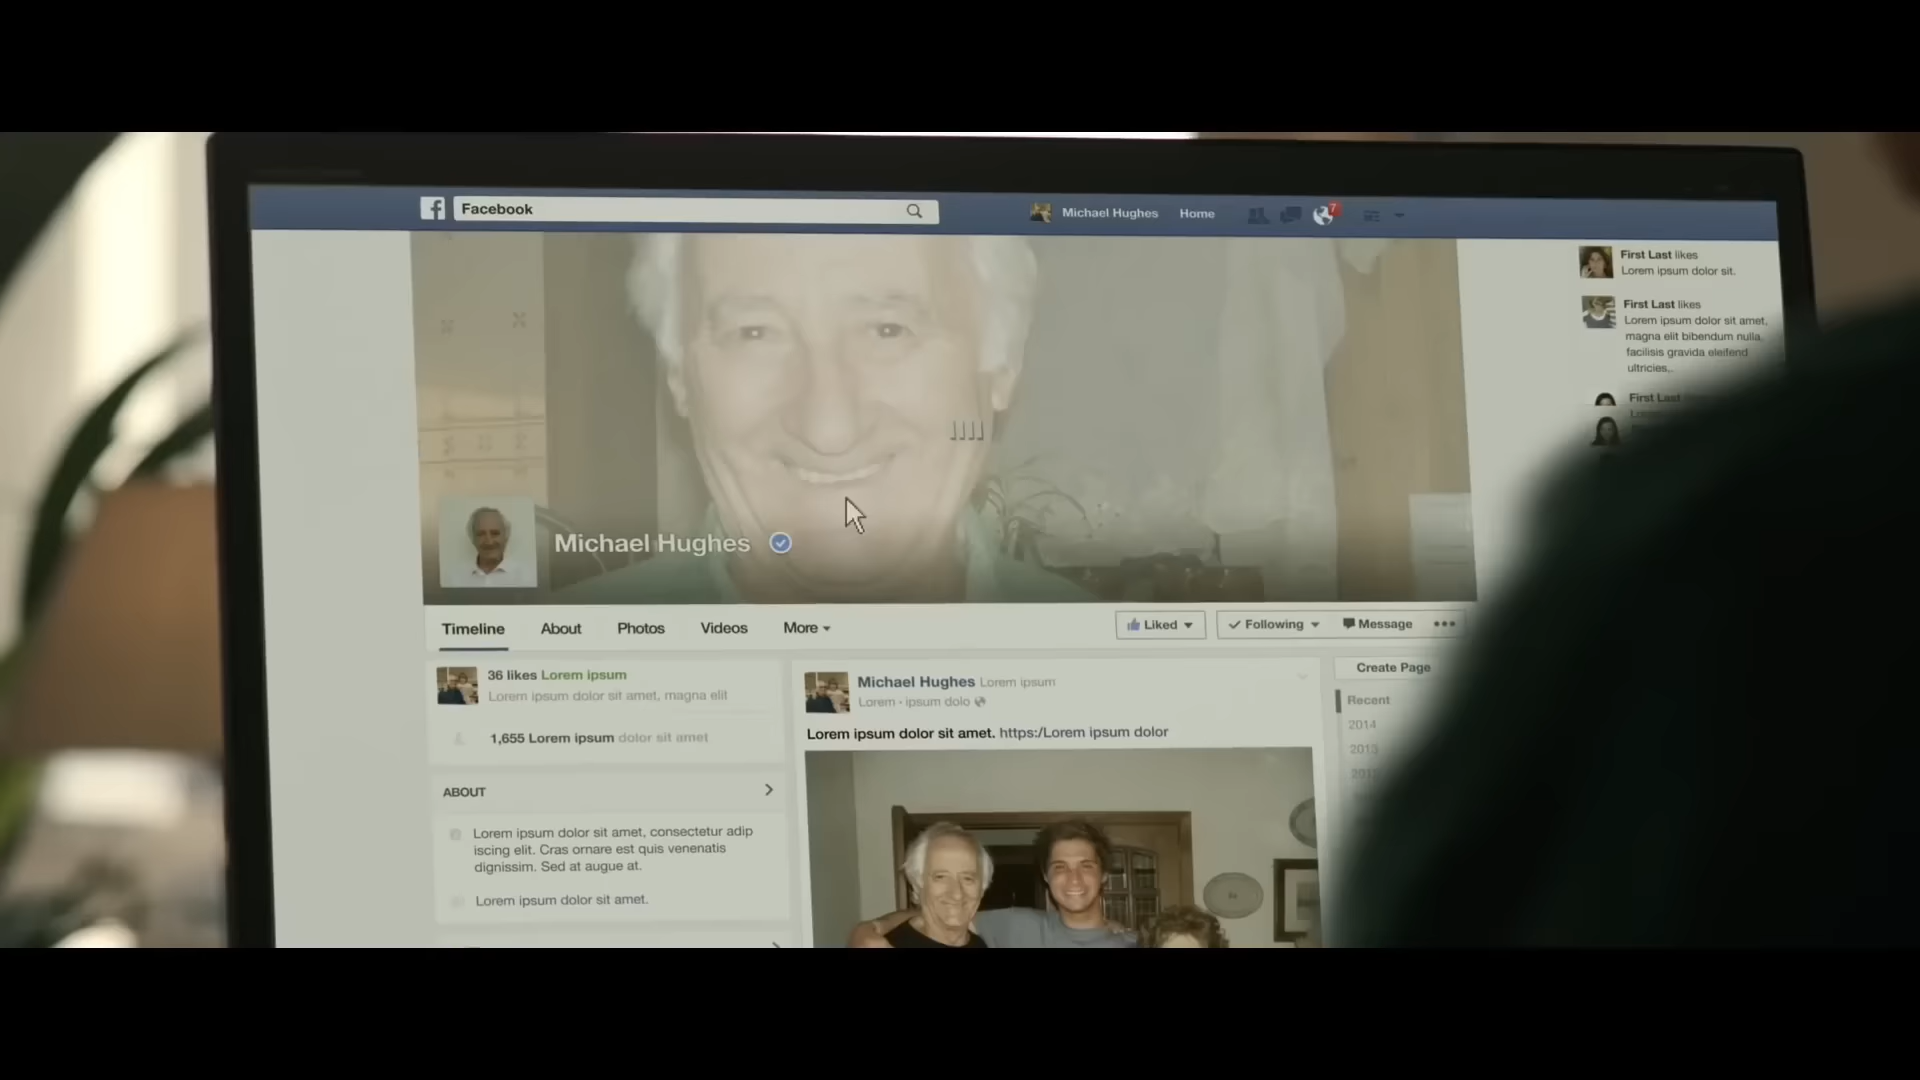 Facebook
Michael Hughes Home 7
First Last likes
Lorem ipsum dolor sit.
First Last likes
Lorem ipsum dolor sit amet,
magna elit bibendum nulla,
facilisis gravida eleifend
ultricies..
First Last
Michael Hughes
Timeline About Photos Videos More
Liked Following Message
36 likes Lorem ipsum
Lorem ipsum dolor sit amet, magna elit
1,655 Lorem ipsum dolor sit amet
ABOUT
Lorem ipsum dolor sit amet, consectetur adip
iscing elit. Cras ornare est quis venenatis
dignissim. Sed at augue at.
Lorem ipsum dolor sit amet.
Michael Hughes Lorem ipsum
Lorem · ipsum dolo
Lorem ipsum dolor sit amet. https:/Lorem ipsum dolor
Create Page
Recent
2014
2013